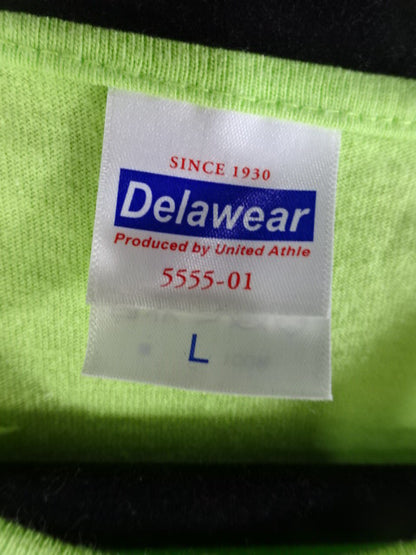 SINCE 1930
Delawear
Produced by United Athle
5555-01
L